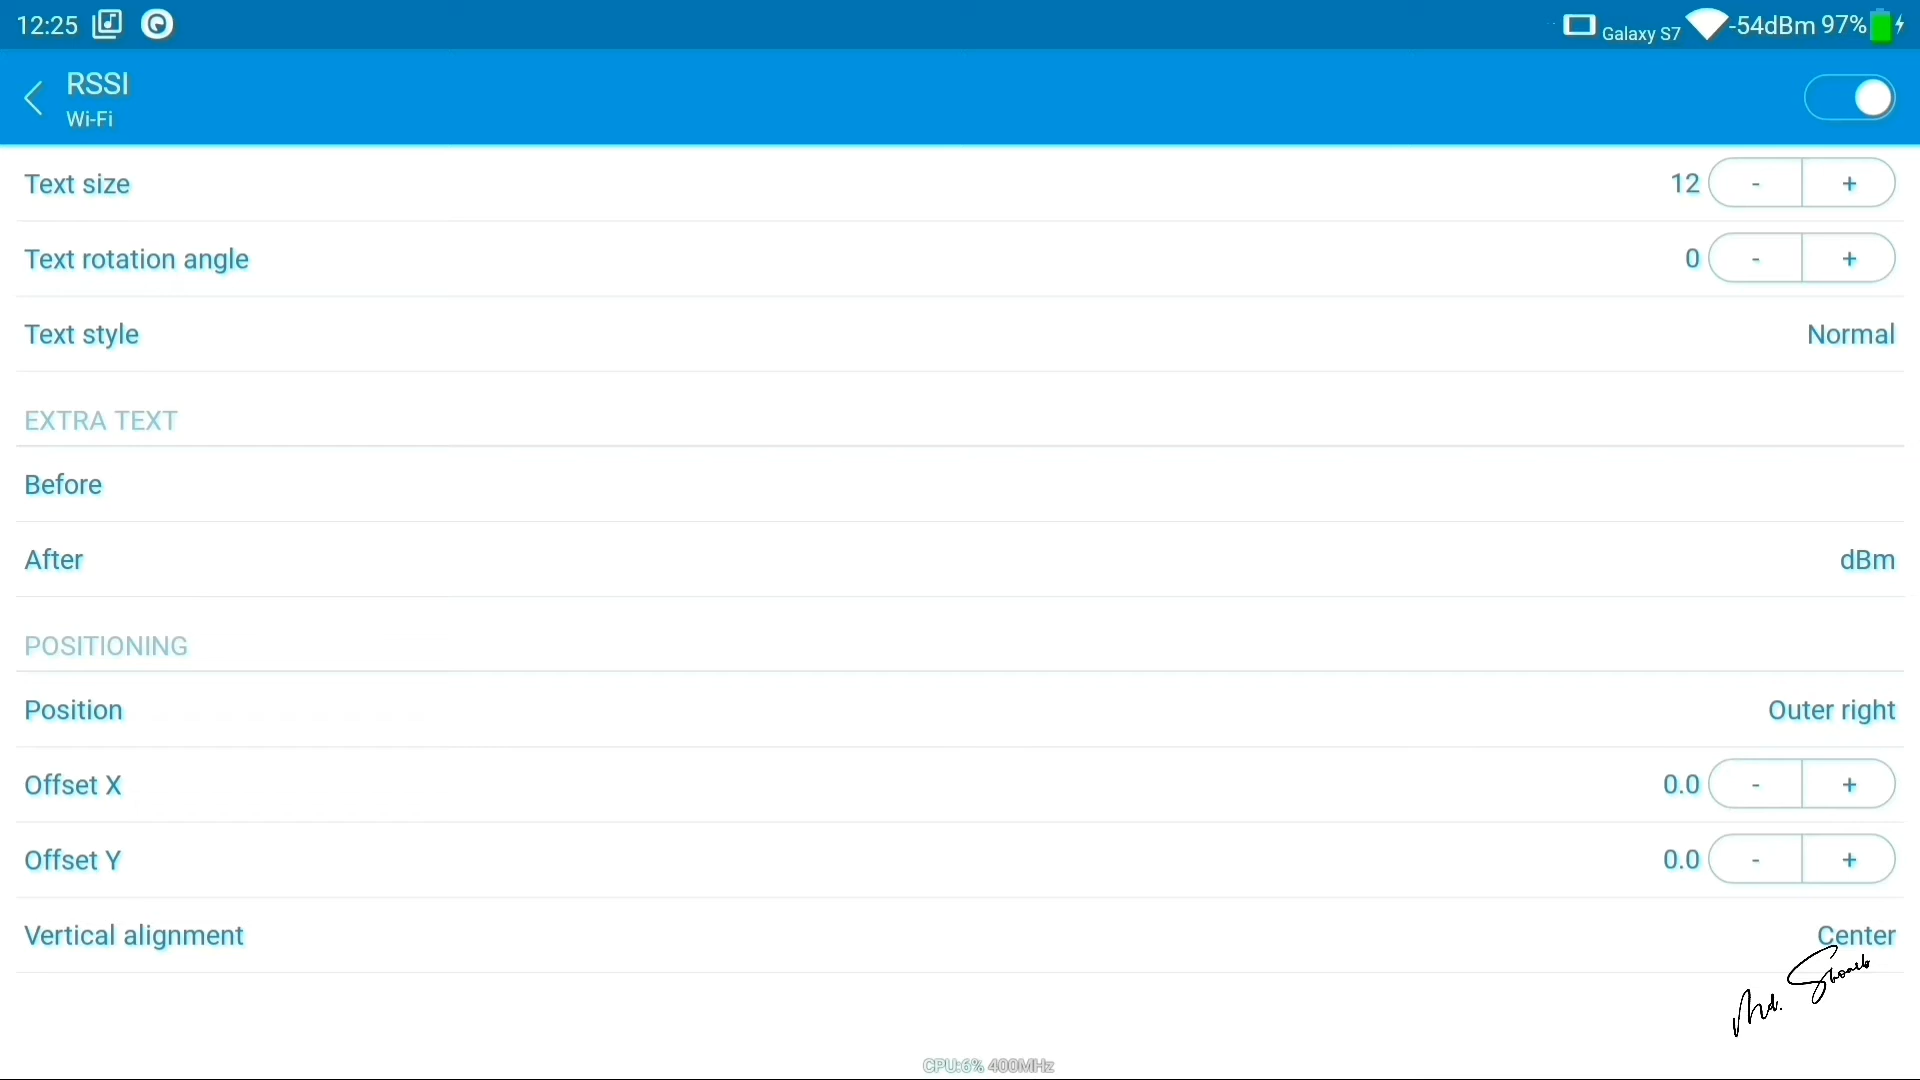 12:25 Galaxy S7 -54dBm 97%
RSSI
Wi-Fi
Text size 12 - +
Text rotation angle 0 - +
Text style Normal
EXTRA TEXT
Before
After dBm
POSITIONING
Position Outer right
Offset X 0.0 - +
Offset Y 0.0 - +
Vertical alignment Center
Md. Shoaib
CPU:6% 400MHz